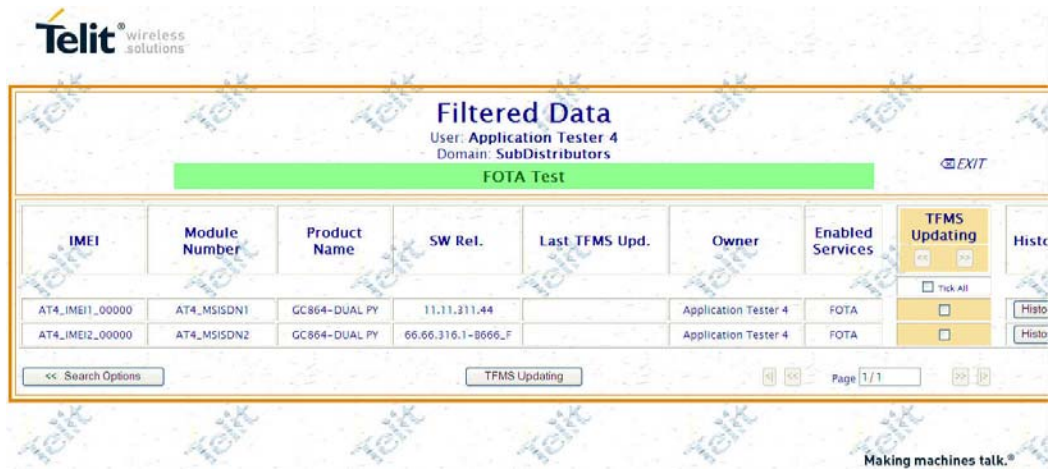 Telit® wireless solutions
Filtered Data
User: Application Tester 4
Domain: SubDistributors
FOTA Test
EXIT
IMEI Module Number Product Name SW Rel. Last TFMS Upd. Owner Enabled Services TFMS Updating Histo
<< >>
Tick All
AT4_IMEI1_00000 AT4_MSISDN1 GC864-DUAL PY 11.11.311.44 Application Tester 4 FOTA Histo
AT4_IMEI2_00000 AT4_MSISDN2 GC864-DUAL PY 66.66.316.1-B666_F Application Tester 4 FOTA Histo
<< Search Options TFMS Updating <| << Page 1/1 >> |>
Making machines talk.®